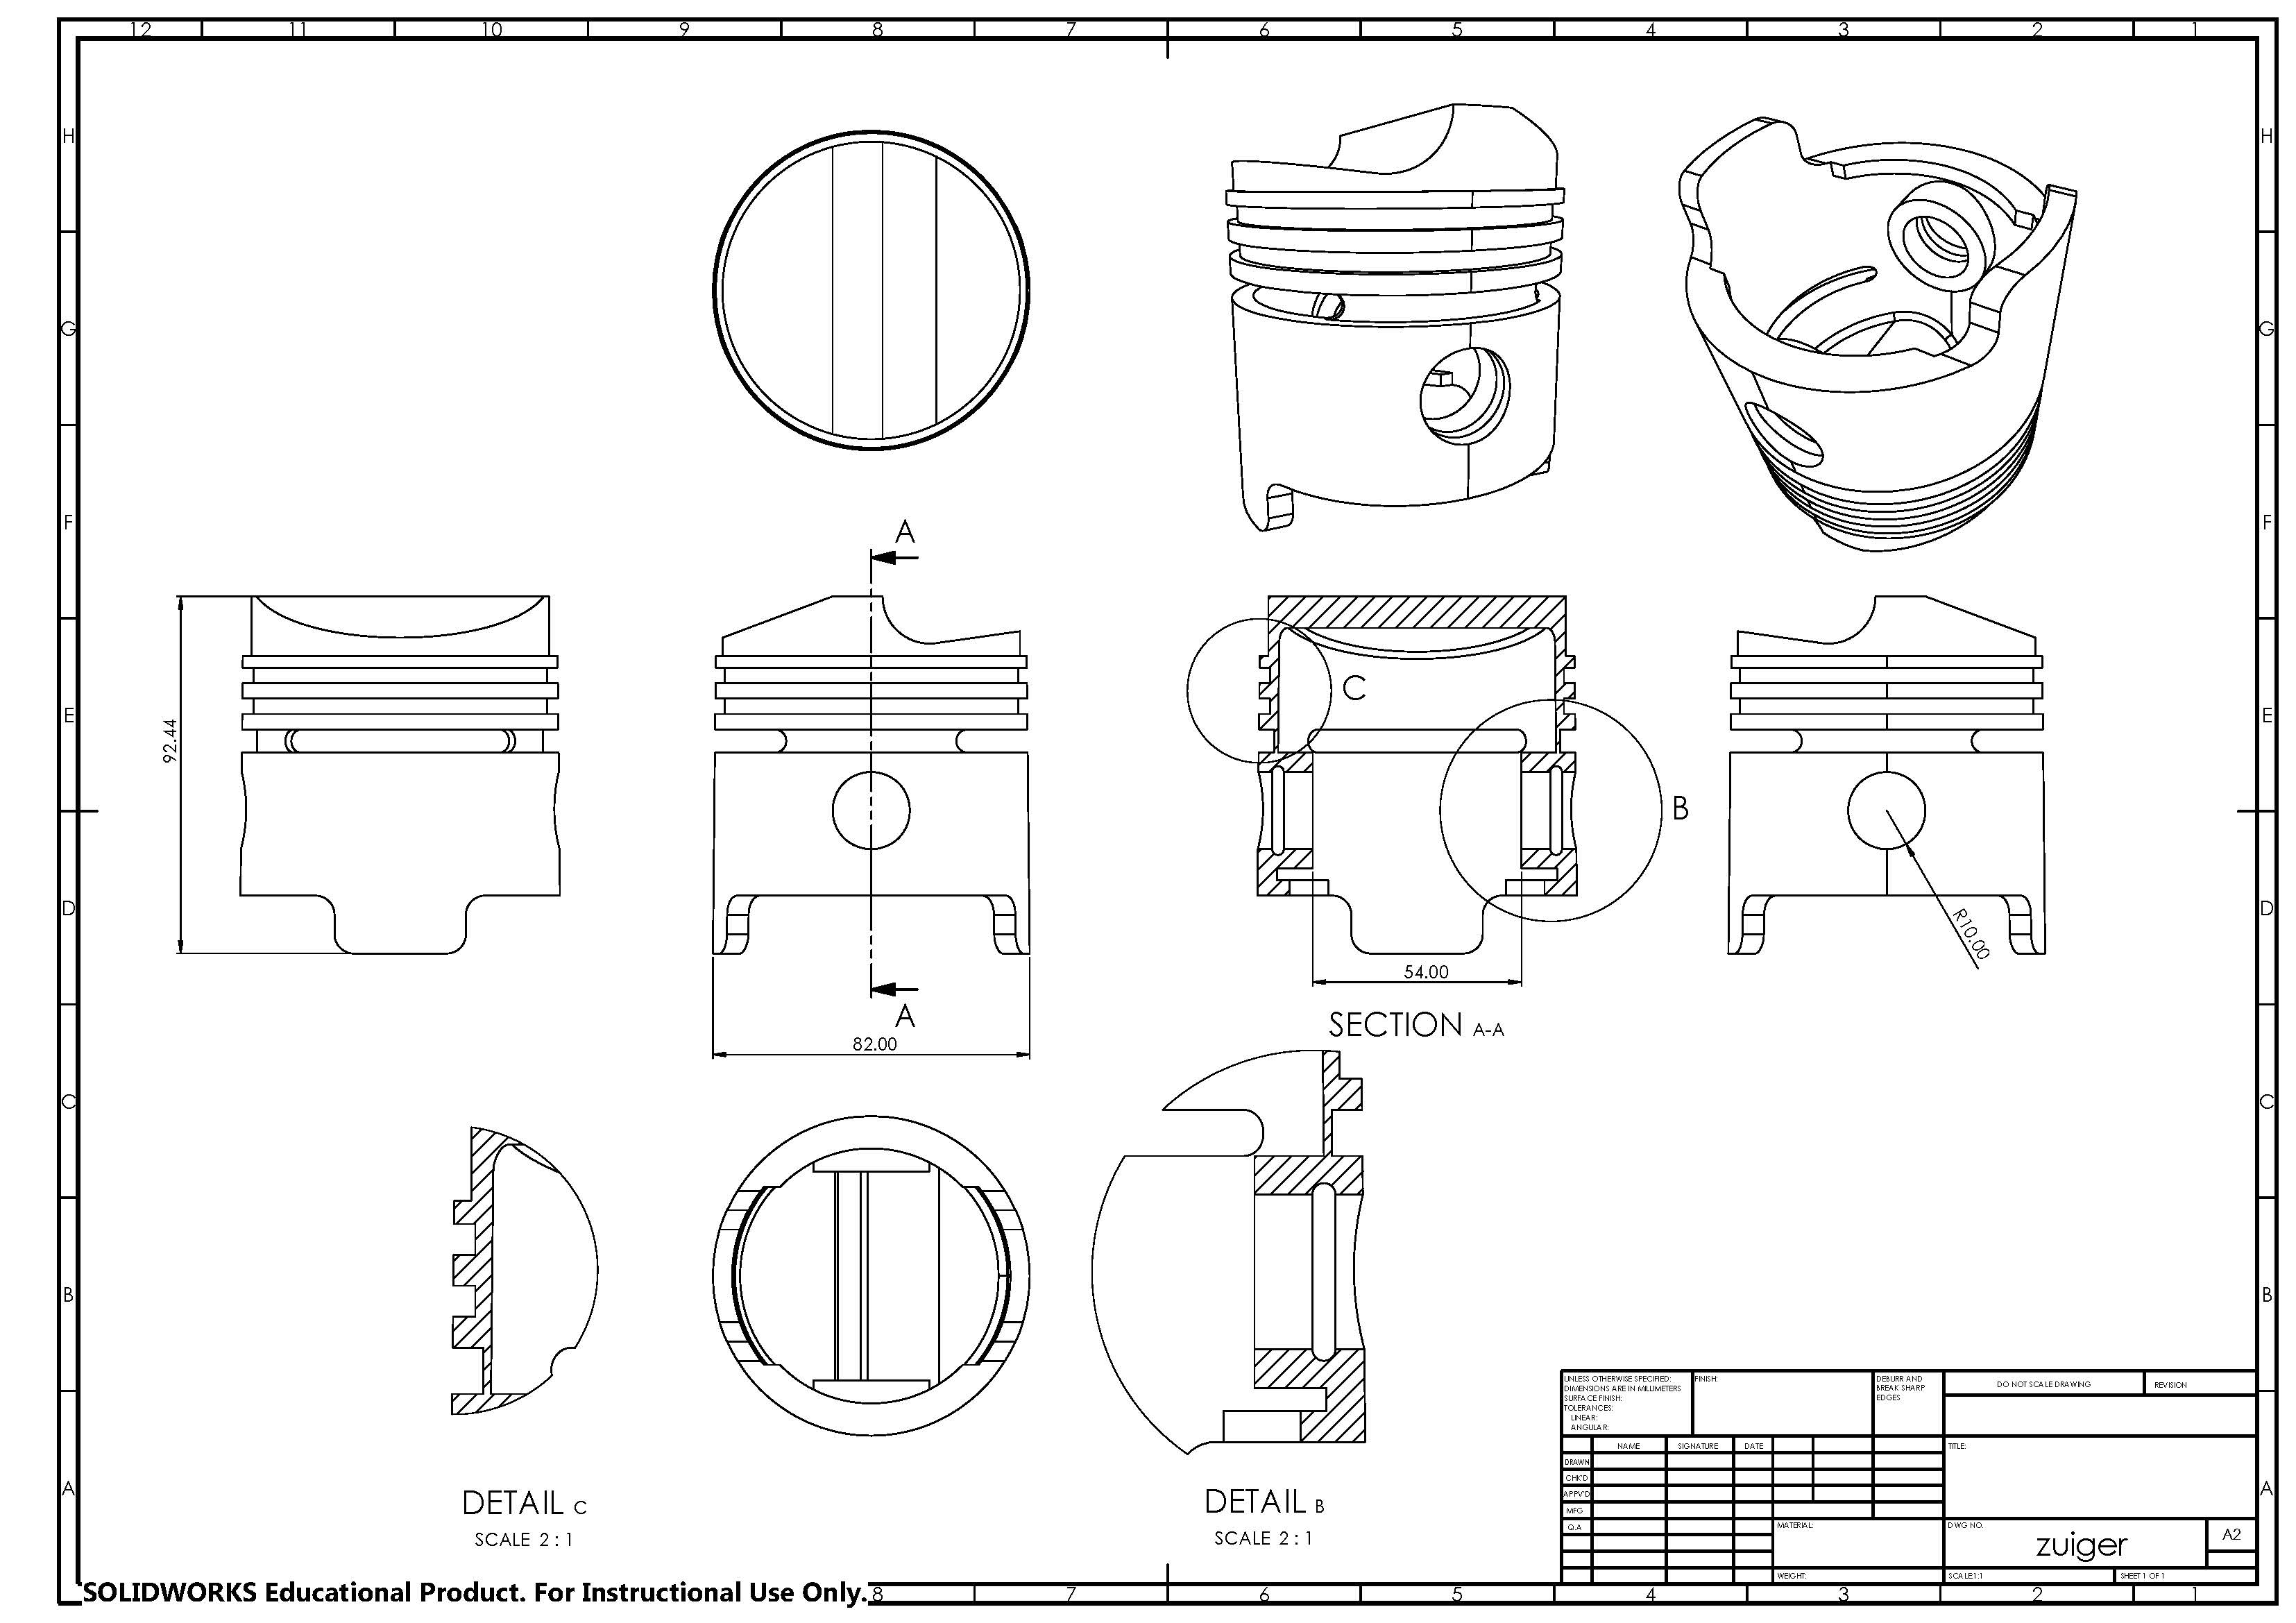 12 11 10 9 8 7 6 5 4 3 2 1
H H
G G
F F
E E
D D
C C
B B
A A
A
92.44
C
B
R10.00
54.00
A
82.00
SECTION A-A
DETAIL C
SCALE 2 : 1
DETAIL B
SCALE 2 : 1
UNLESS OTHERWISE SPECIFIED:
DIMENSIONS ARE IN MILLIMETERS
SURFACE FINISH:
TOLERANCES:
LINEAR:
ANGULAR:
FINISH:
DEBURR AND
BREAK SHARP
EDGES
DO NOT SCALE DRAWING
REVISION
NAME SIGNATURE DATE
TITLE:
DRAWN
CHK'D
APPV'D
MFG
Q.A
MATERIAL:
DWG NO.
zuiger
A2
WEIGHT:
SCALE:1:1
SHEET 1 OF 1
SOLIDWORKS Educational Product. For Instructional Use Only.
8 7 6 5 4 3 2 1